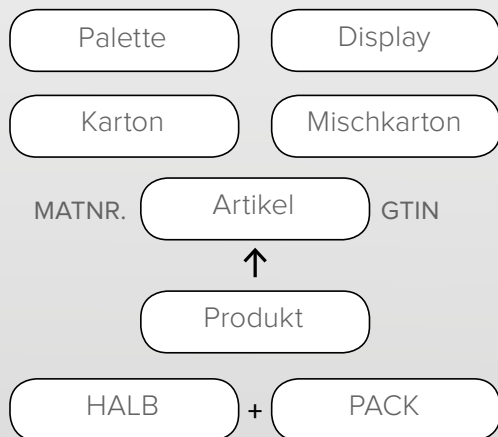 Palette Display
Karton Mischkarton
MATNR. Artikel GTIN
Produkt
HALB + PACK